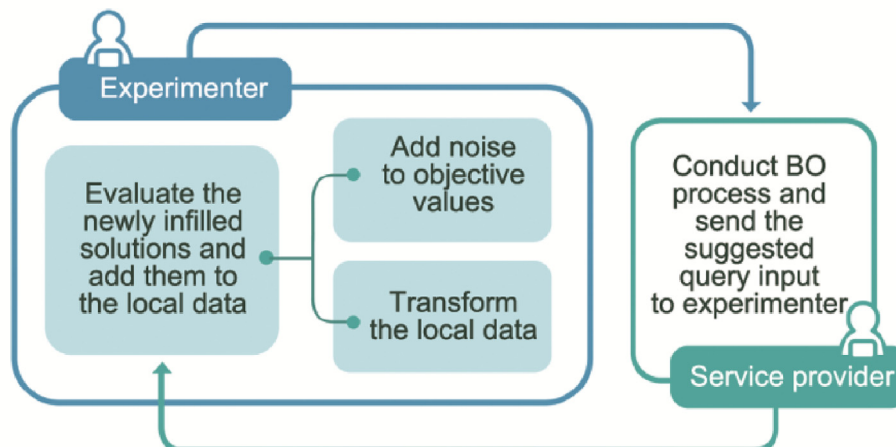 Experimenter
Evaluate the
newly infilled
solutions and
add them to
the local data
Add noise
to objective
values
Transform
the local data
Conduct BO
process and
send the
suggested
query input
to experimenter
Service provider